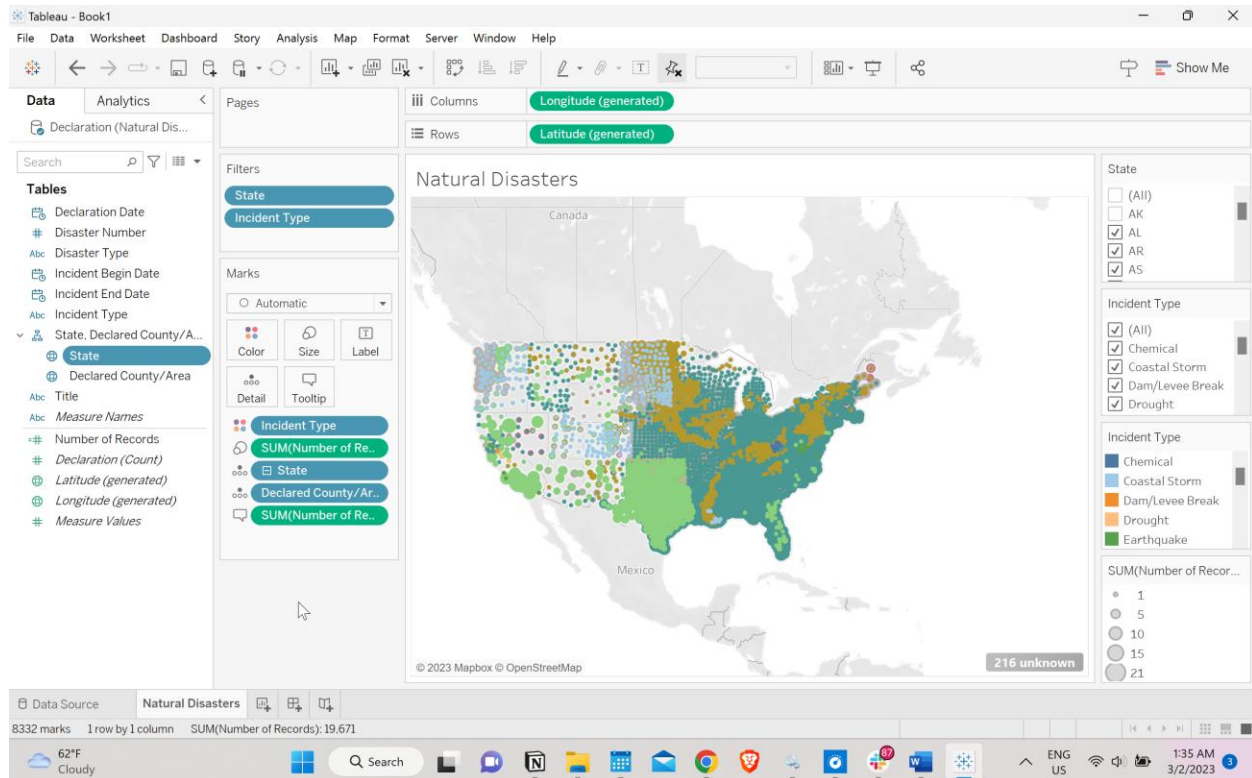 Tableau - Book1
File Data Worksheet Dashboard Story Analysis Map Format Server Window Help
Show Me
Data Analytics
Declaration (Natural Dis...
Search
Tables
Declaration Date
# Disaster Number
Abc Disaster Type
Incident Begin Date
Incident End Date
Abc Incident Type
State, Declared County/A...
State
Declared County/Area
Abc Title
Abc Measure Names
=# Number of Records
# Declaration (Count)
Latitude (generated)
Longitude (generated)
# Measure Values
Pages
Filters
State
Incident Type
Marks
Automatic
Color Size Label
Detail Tooltip
Incident Type
SUM(Number of Re..
State
Declared County/Ar..
SUM(Number of Re..
Columns Longitude (generated)
Rows Latitude (generated)
Natural Disasters
Canada
Mexico
© 2023 Mapbox © OpenStreetMap
216 unknown
State
(All)
AK
AL
AR
AS
Incident Type
(All)
Chemical
Coastal Storm
Dam/Levee Break
Drought
Incident Type
Chemical
Coastal Storm
Dam/Levee Break
Drought
Earthquake
SUM(Number of Recor...
1
5
10
15
21
Data Source Natural Disasters
8332 marks 1 row by 1 column SUM(Number of Records): 19,671
62°F
Cloudy
Search
87
ENG
US
1:35 AM
3/2/2023
3